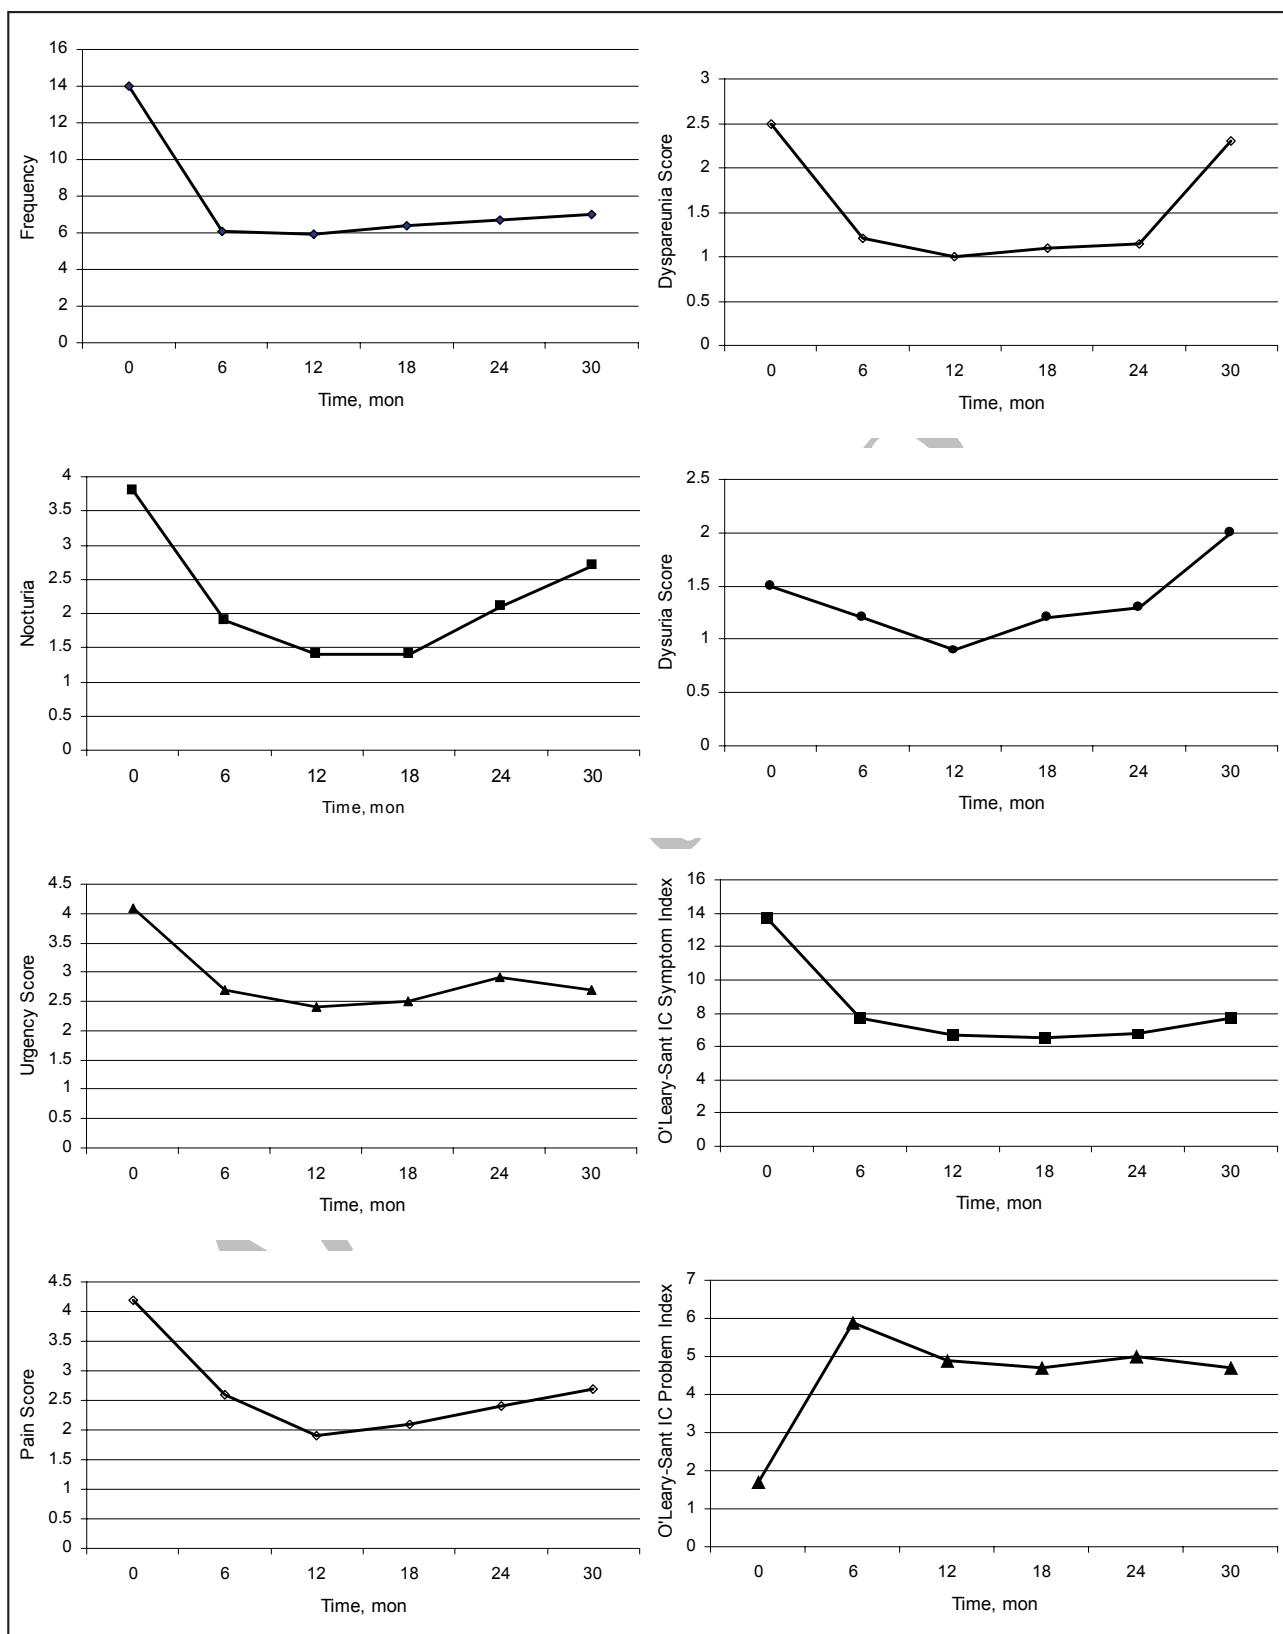 16
14
12
10
8
6
4
2
0
Frequency
0 6 12 18 24 30
Time, mon
3
2.5
2
1.5
1
0.5
0
Dyspareunia Score
0 6 12 18 24 30
Time, mon
4
3.5
3
2.5
2
1.5
1
0.5
0
Nocturia
0 6 12 18 24 30
Time, mon
2.5
2
1.5
1
0.5
0
Dysuria Score
0 6 12 18 24 30
Time, mon
4.5
4
3.5
3
2.5
2
1.5
1
0.5
0
Urgency Score
0 6 12 18 24 30
Time, mon
16
14
12
10
8
6
4
2
0
O'Leary-Sant IC Symptom Index
0 6 12 18 24 30
Time, mon
4.5
4
3.5
3
2.5
2
1.5
1
0.5
0
Pain Score
0 6 12 18 24 30
Time, mon
7
6
5
4
3
2
1
0
O'Leary-Sant IC Problem Index
0 6 12 18 24 30
Time, mon